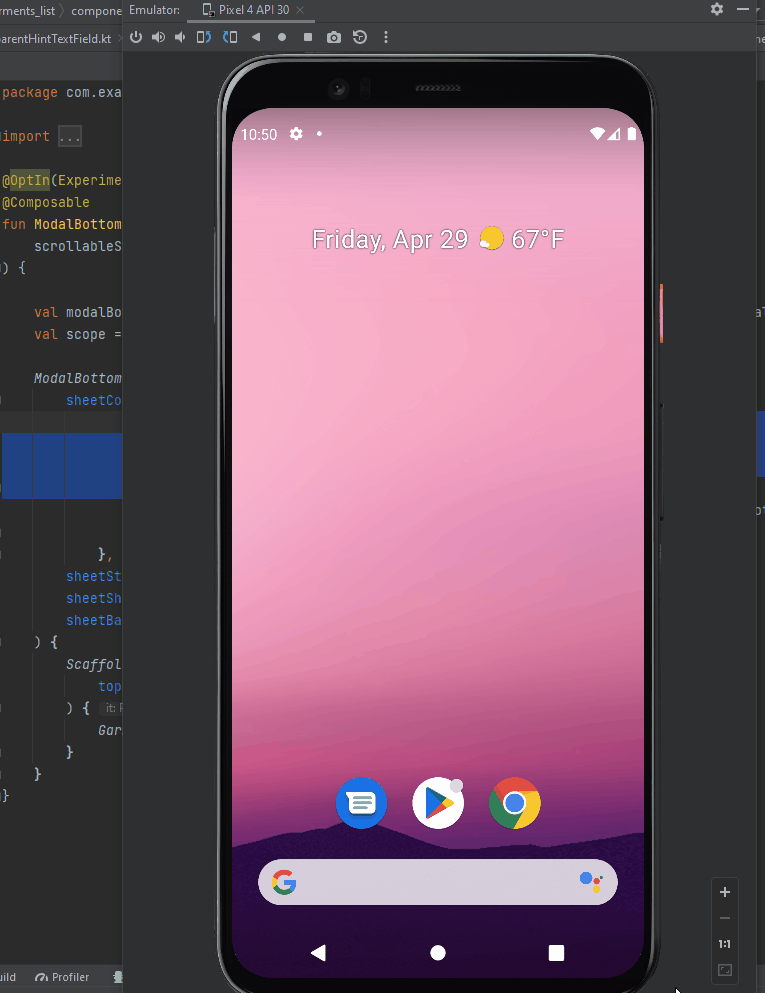 rments_list compone Emulator: Pixel 4 API 30
arentHintTextField.kt
package com.exa
import ...
@OptIn(Experime
@Composable
fun ModalBottom
scrollableS
) {
val modalBo
val scope =
ModalBottom
sheetCo
},
sheetSt
sheetSh
sheetBa
) {
Scaffol
top
) { it: P
Gar
}
}
}
uild Profiler
10:50
Friday, Apr 29 67°F
1:1